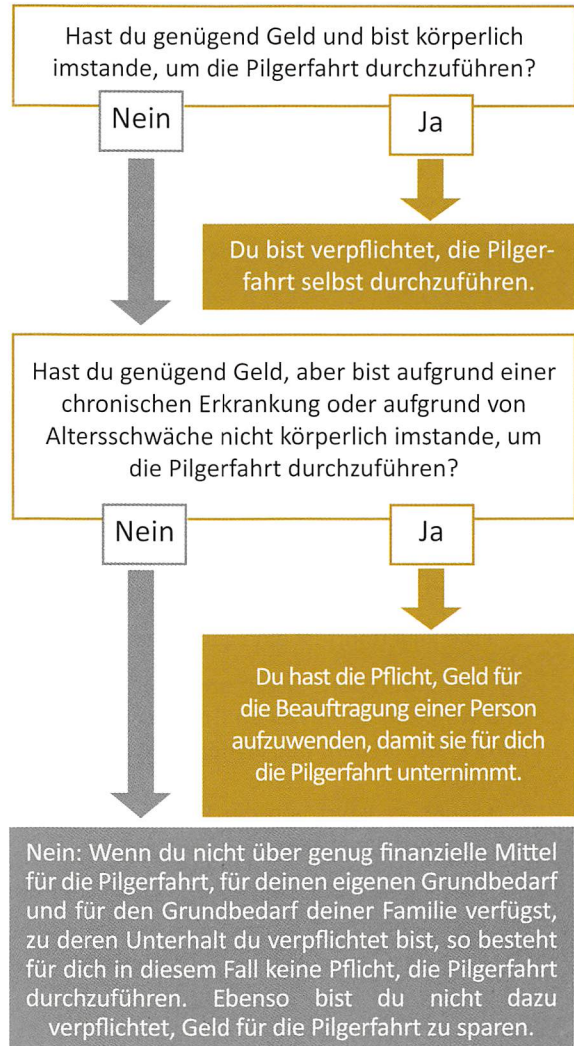 Hast du genügend Geld und bist körperlich
imstande, um die Pilgerfahrt durchzuführen?
Nein
Ja
Du bist verpflichtet, die Pilger-
fahrt selbst durchzuführen.
Hast du genügend Geld, aber bist aufgrund einer
chronischen Erkrankung oder aufgrund von
Altersschwäche nicht körperlich imstande, um
die Pilgerfahrt durchzuführen?
Nein
Ja
Du hast die Pflicht, Geld für
die Beauftragung einer Person
aufzuwenden, damit sie für dich
die Pilgerfahrt unternimmt.
Nein: Wenn du nicht über genug finanzielle Mittel
für die Pilgerfahrt, für deinen eigenen Grundbedarf
und für den Grundbedarf deiner Familie verfügst,
zu deren Unterhalt du verpflichtet bist, so besteht
für dich in diesem Fall keine Pflicht, die Pilgerfahrt
durchzuführen. Ebenso bist du nicht dazu
verpflichtet, Geld für die Pilgerfahrt zu sparen.